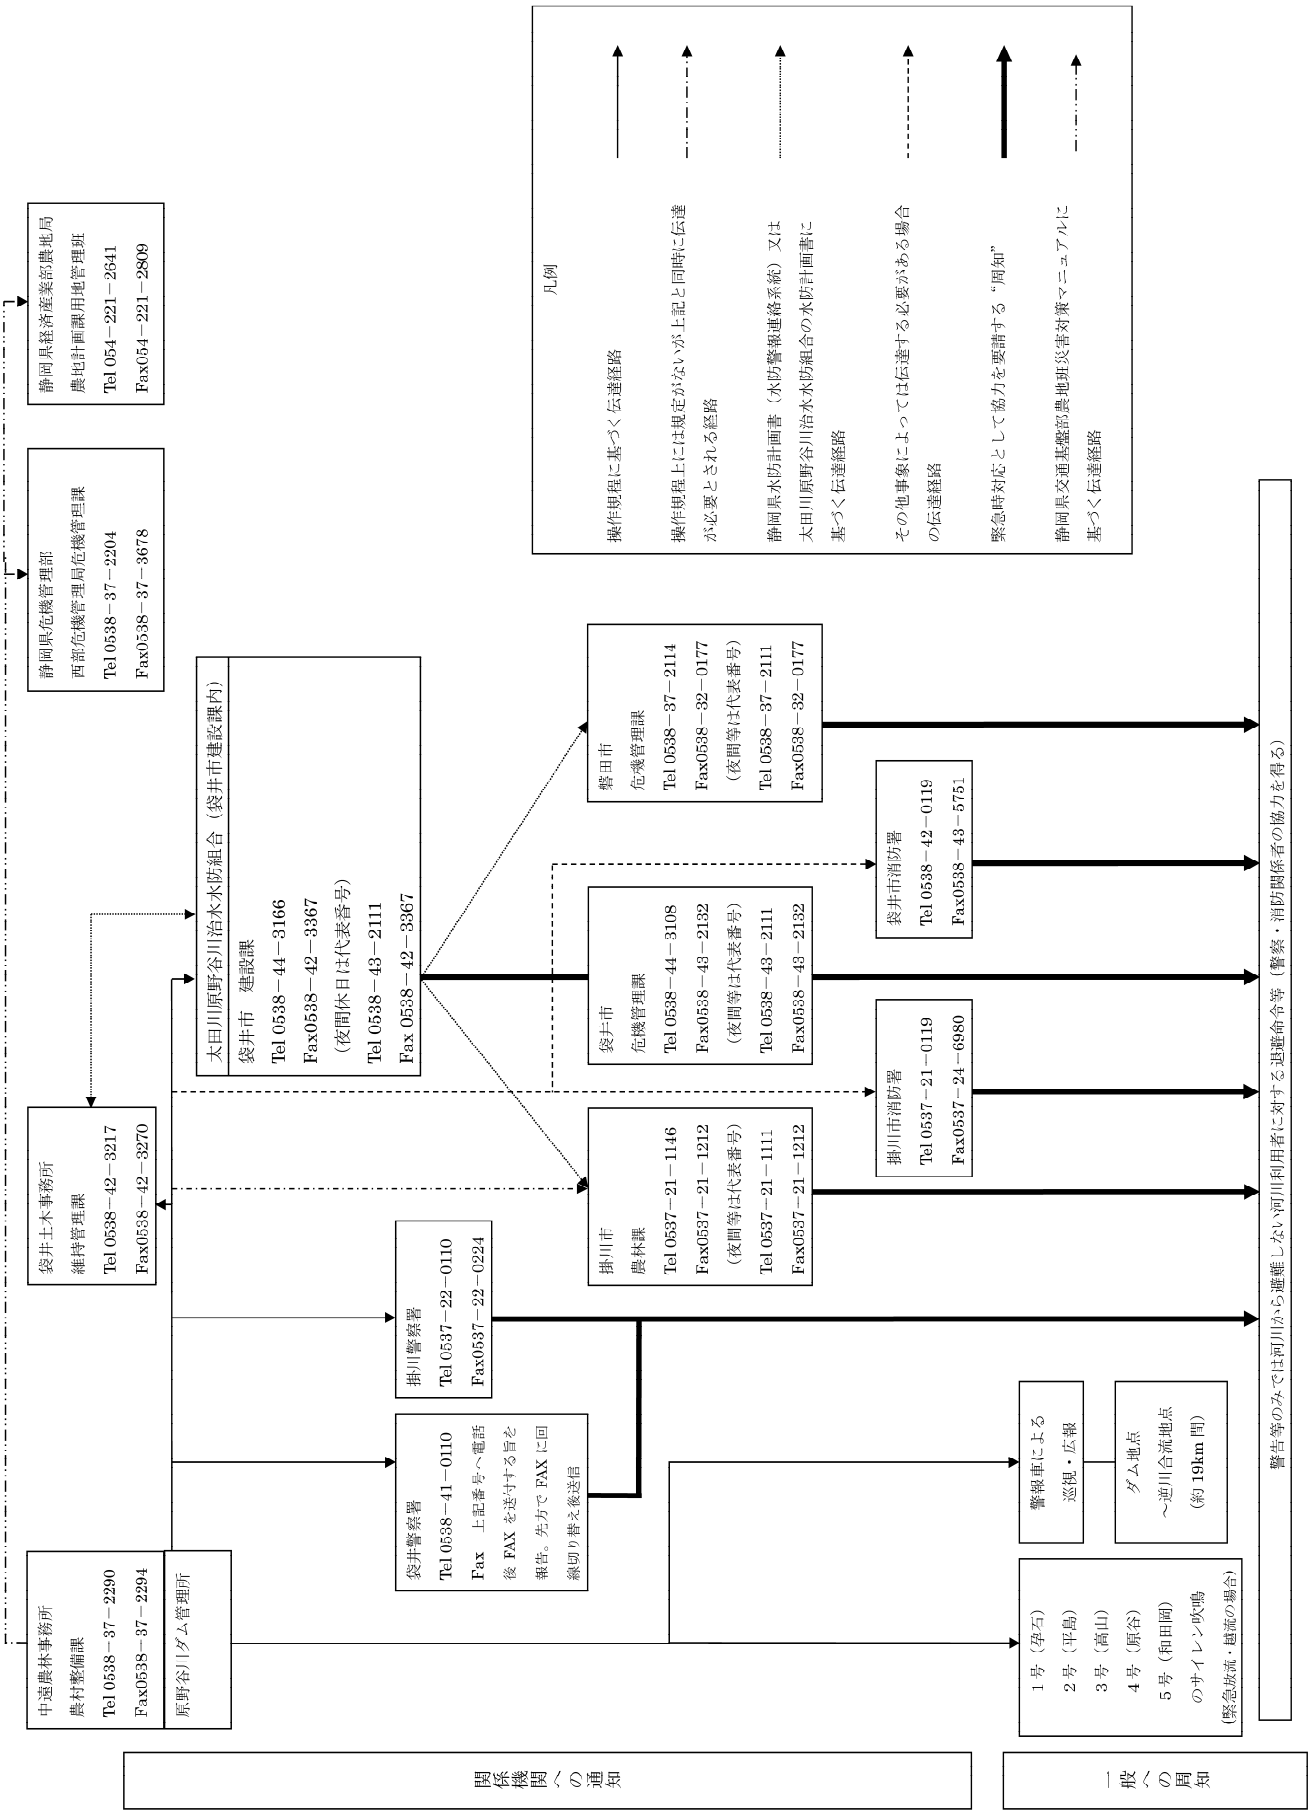 関係機関への通知
一般への周知
中遠農林事務所
農村整備課
Tel 0538－37－2290
Fax0538－37－2294
原野谷川ダム管理所
袋井土木事務所
維持管理課
Tel 0538－42－3217
Fax0538－42－3270
静岡県危機管理部
西部危機管理局危機管理課
Tel 0538－37－2204
Fax0538－37－3678
静岡県経済産業部農地局
農地計画課用地管理班
Tel 054－221－2641
Fax054－221－2809
太田川原野谷川治水水防組合（袋井市建設課内）
袋井市　建設課
Tel 0538－44－3166
Fax0538－42－3367
（夜間休日は代表番号）
Tel 0538－43－2111
Fax 0538－42－3367
袋井警察署
Tel 0538－41－0110
Fax　上記番号へ電話
後 FAX を送付する旨を
報告。先方で FAX に回
線切り替え後送信
掛川警察署
Tel 0537－22－0110
Fax0537－22－0224
掛川市
農林課
Tel 0537－21－1146
Fax0537－21－1212
（夜間等は代表番号）
Tel 0537－21－1111
Fax0537－21－1212
袋井市
危機管理課
Tel 0538－44－3108
Fax0538－43－2132
（夜間等は代表番号）
Tel 0538－43－2111
Fax0538－43－2132
磐田市
危機管理課
Tel 0538－37－2114
Fax0538－32－0177
（夜間等は代表番号）
Tel 0538－37－2111
Fax0538－32－0177
掛川市消防署
Tel 0537－21－0119
Fax0537－24－6980
袋井市消防署
Tel 0538－42－0119
Fax0538－43－5751
1 号（孕石）
2 号（平島）
3 号（高山）
4 号（原谷）
5 号（和田岡）
のサイレン吹鳴
(緊急放流・越流の場合)
警報車による
巡視・広報
ダム地点
～逆川合流地点
（約 19km 間）
警告等のみでは河川から避難しない河川利用者に対する退避命令等（警察・消防関係者の協力を得る）
凡例
操作規程に基づく伝達経路
操作規程上には規定がないが上記と同時に伝達
が必要とされる経路
静岡県水防計画書（水防警報連絡系統）又は
太田川原野谷川治水水防組合の水防計画書に
基づく伝達経路
その他事象によっては伝達する必要がある場合
の伝達経路
緊急時対応として協力を要請する“周知”
静岡県交通基盤部農地班災害対策マニュアルに
基づく伝達経路